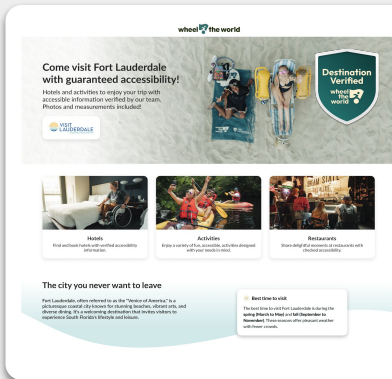 wheel the world
Come visit Fort Lauderdale
with guaranteed accessibility!
Hotels and activities to enjoy your trip with
accessible information verified by our team.
Photos and measurements included!
VISIT
LAUDERDALE
Destination
Verified
wheel
the
world
Hotels
Find and book hotels with verified accessibility
information.
Activities
Enjoy a variety of fun, accessible, activities designed
with your needs in mind.
Restaurants
Share delightful moments at restaurants with
checked accessibility.
The city you never want to leave
Fort Lauderdale, often referred to as the "Venice of America," is a
picturesque coastal city known for stunning beaches, vibrant arts, and
diverse dining. It's a welcoming destination that invites visitors to
experience South Florida's lifestyle and leisure.
Best time to visit
The best time to visit Fort Lauderdale is during the
spring (March to May) and fall (September to
November). These seasons offer pleasant weather
with fewer crowds.